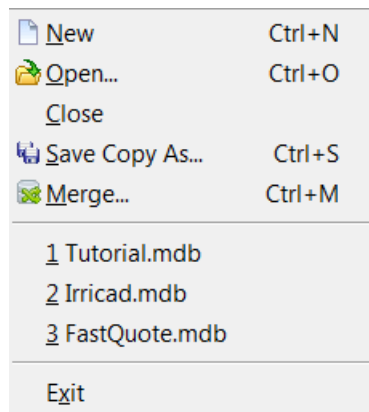 New Ctrl+N
Open... Ctrl+O
Close
Save Copy As... Ctrl+S
Merge... Ctrl+M
1 Tutorial.mdb
2 Irricad.mdb
3 FastQuote.mdb
Exit